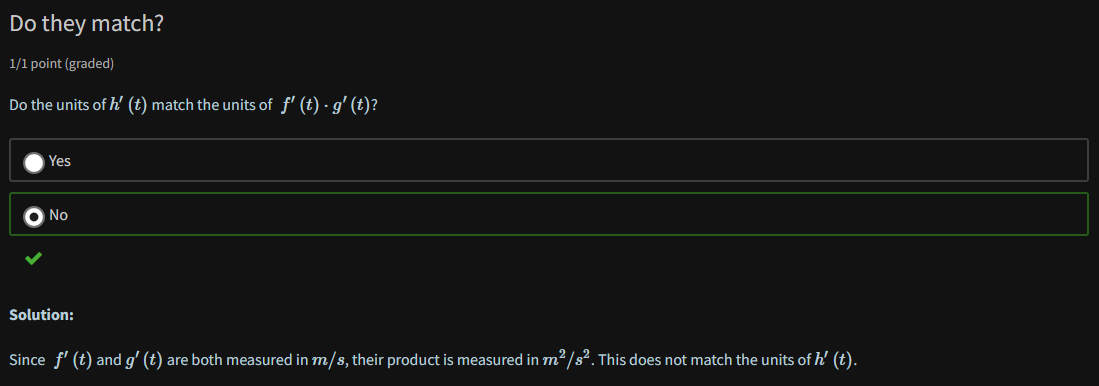 Do they match?
1/1 point (graded)
Do the units of h′ (t) match the units of f′ (t) · g′ (t)?
Yes
No
Solution:
Since f′ (t) and g′ (t) are both measured in m/s, their product is measured in m²/s². This does not match the units of h′ (t).